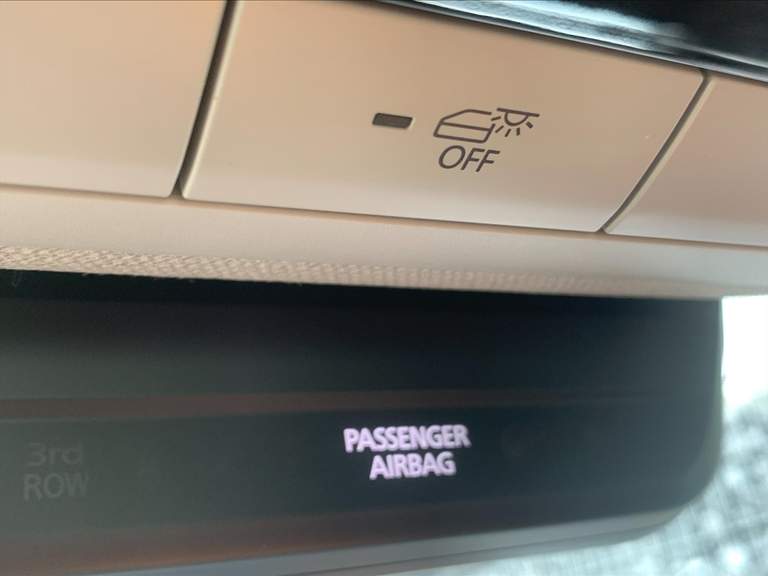 OFF
3rd
ROW
PASSENGER
AIRBAG